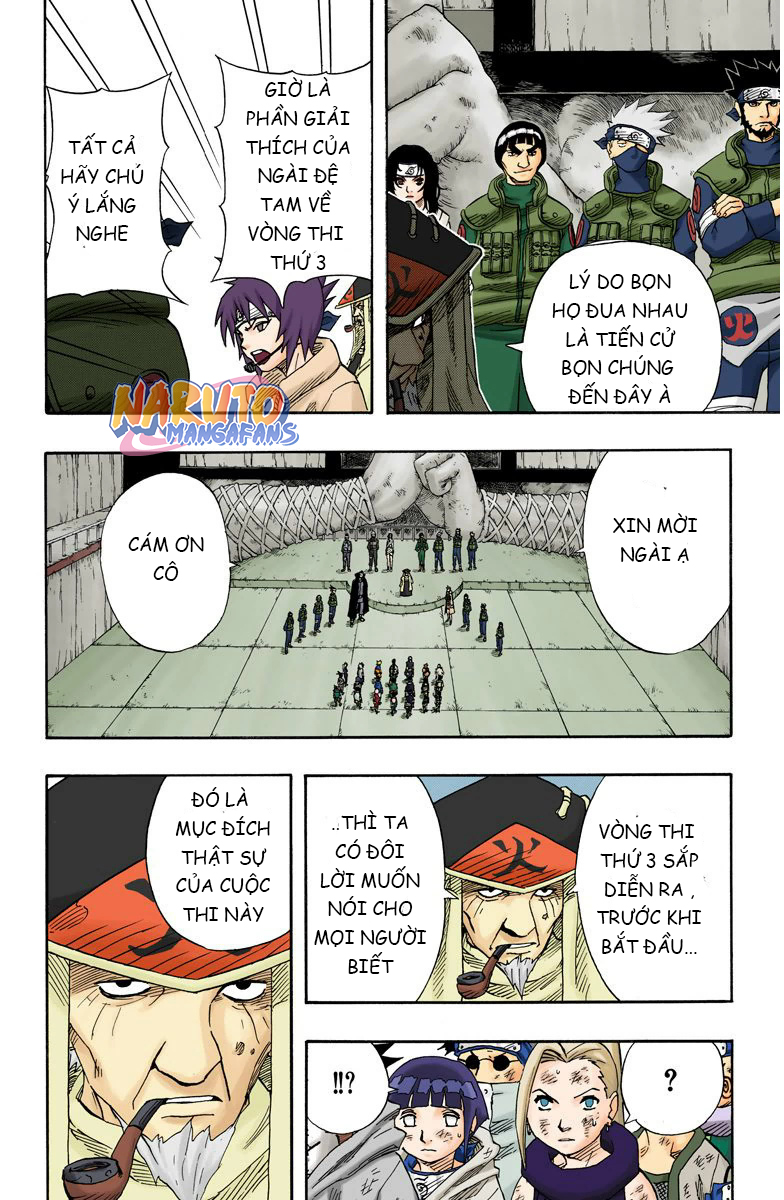 LÝ DO BỌN
HỌ ĐUA NHAU
LÀ TIẾN CỬ
BỌN CHÚNG
ĐẾN ĐÂY À
GIỜ LÀ
PHẦN GIẢI
THÍCH CỦA
NGÀI ĐỆ
TAM VỀ
VÒNG THI
THỨ 3
TẤT CẢ
HÃY CHÚ
Ý LẮNG
NGHE
火
NARUTO
MANGAFANS
XIN MỜI
NGÀI Ạ
CÁM ƠN
CÔ
VÒNG THI
THỨ 3 SẮP
DIỄN RA ,
TRƯỚC KHI
BẮT ĐẦU...
火
..THÌ TA
CÓ ĐÔI
LỜI MUỐN
NÓI CHO
MỌI NGƯỜI
BIẾT
ĐÓ LÀ
MỤC ĐÍCH
THẬT SỰ
CỦA CUỘC
THI NÀY
?
!!?